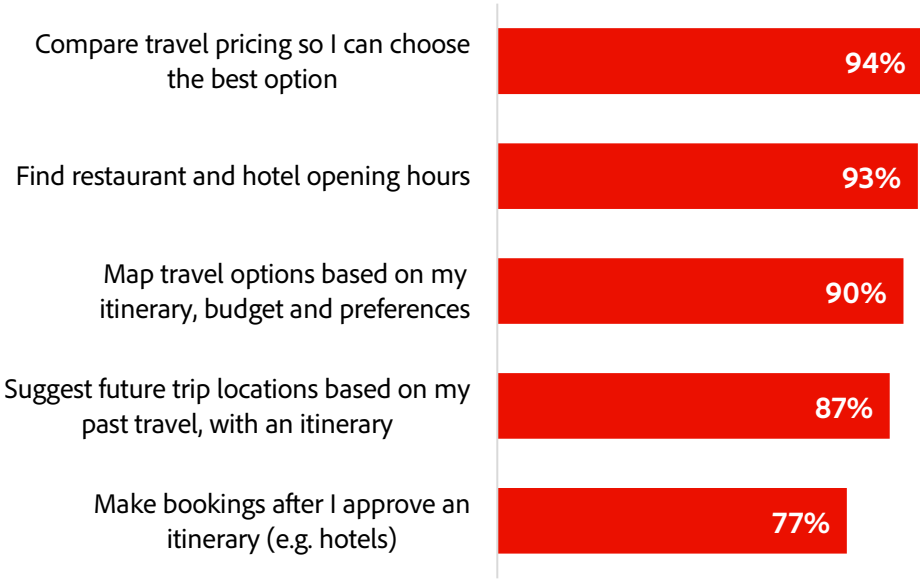 Compare travel pricing so I can choose
the best option
94%
Find restaurant and hotel opening hours
93%
Map travel options based on my
itinerary, budget and preferences
90%
Suggest future trip locations based on my
past travel, with an itinerary
87%
Make bookings after I approve an
itinerary (e.g. hotels)
77%